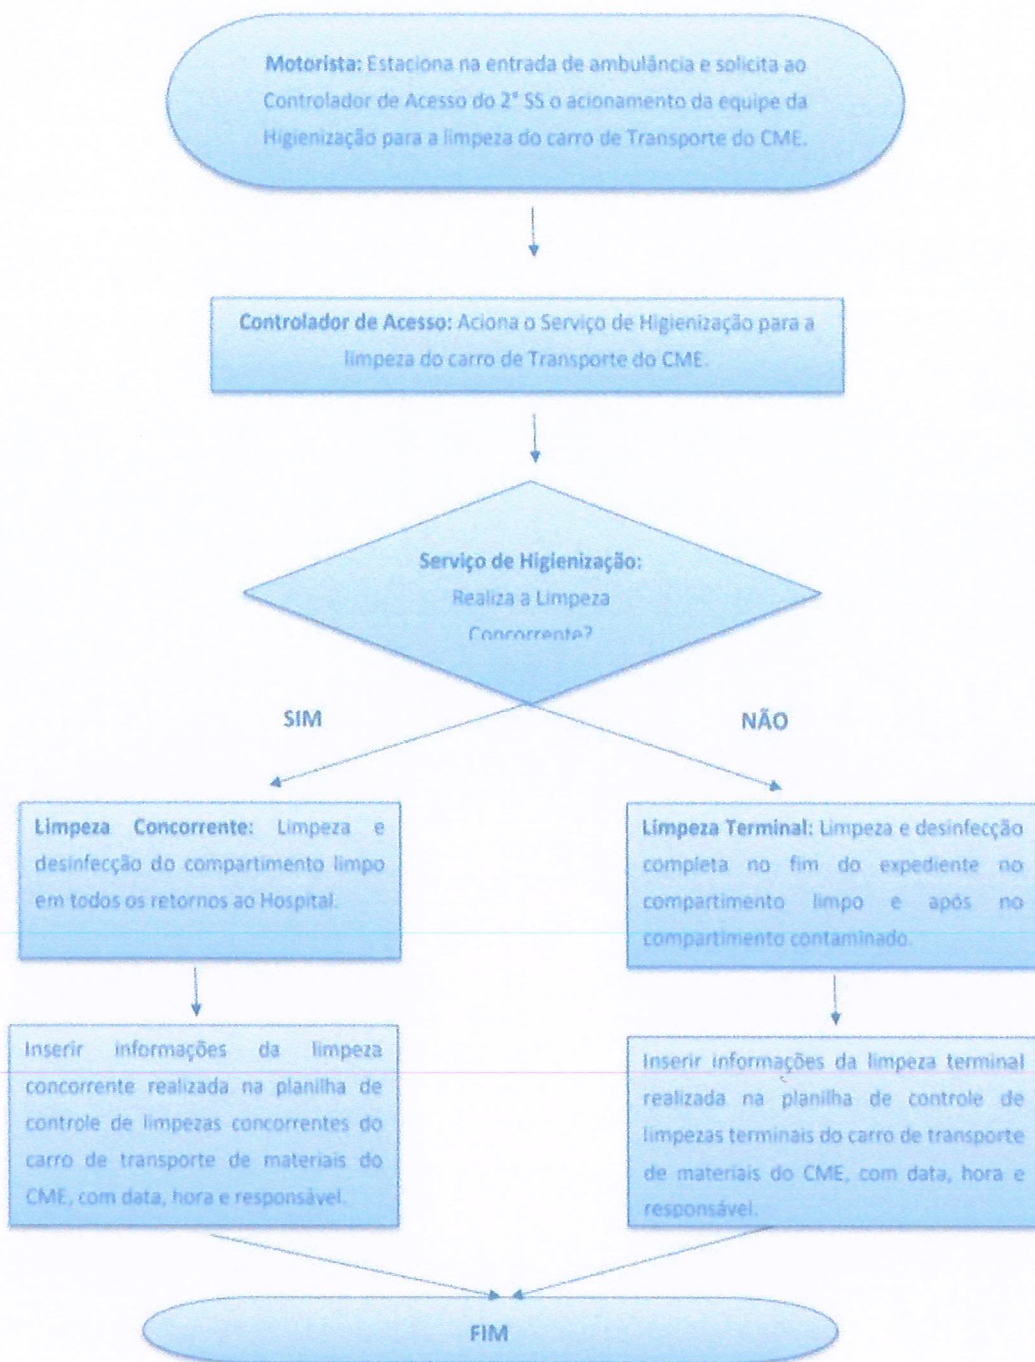 Motorista: Estaciona na entrada de ambulância e solicita ao
Controlador de Acesso do 2° SS o acionamento da equipe da
Higienização para a limpeza do carro de Transporte do CME.
Controlador de Acesso: Aciona o Serviço de Higienização para a
limpeza do carro de Transporte do CME.
Serviço de Higienização:
Realiza a Limpeza
Concorrente?
SIM
NÃO
Limpeza Concorrente: Limpeza e
desinfecção do compartimento limpo
em todos os retornos ao Hospital.
Limpeza Terminal: Limpeza e desinfecção
completa no fim do expediente no
compartimento limpo e após no
compartimento contaminado.
Inserir informações da limpeza
concorrente realizada na planilha de
controle de limpezas concorrentes do
carro de transporte de materiais do
CME, com data, hora e responsável.
Inserir informações da limpeza terminal
realizada na planilha de controle de
limpezas terminais do carro de transporte
de materiais do CME, com data, hora e
responsável.
FIM